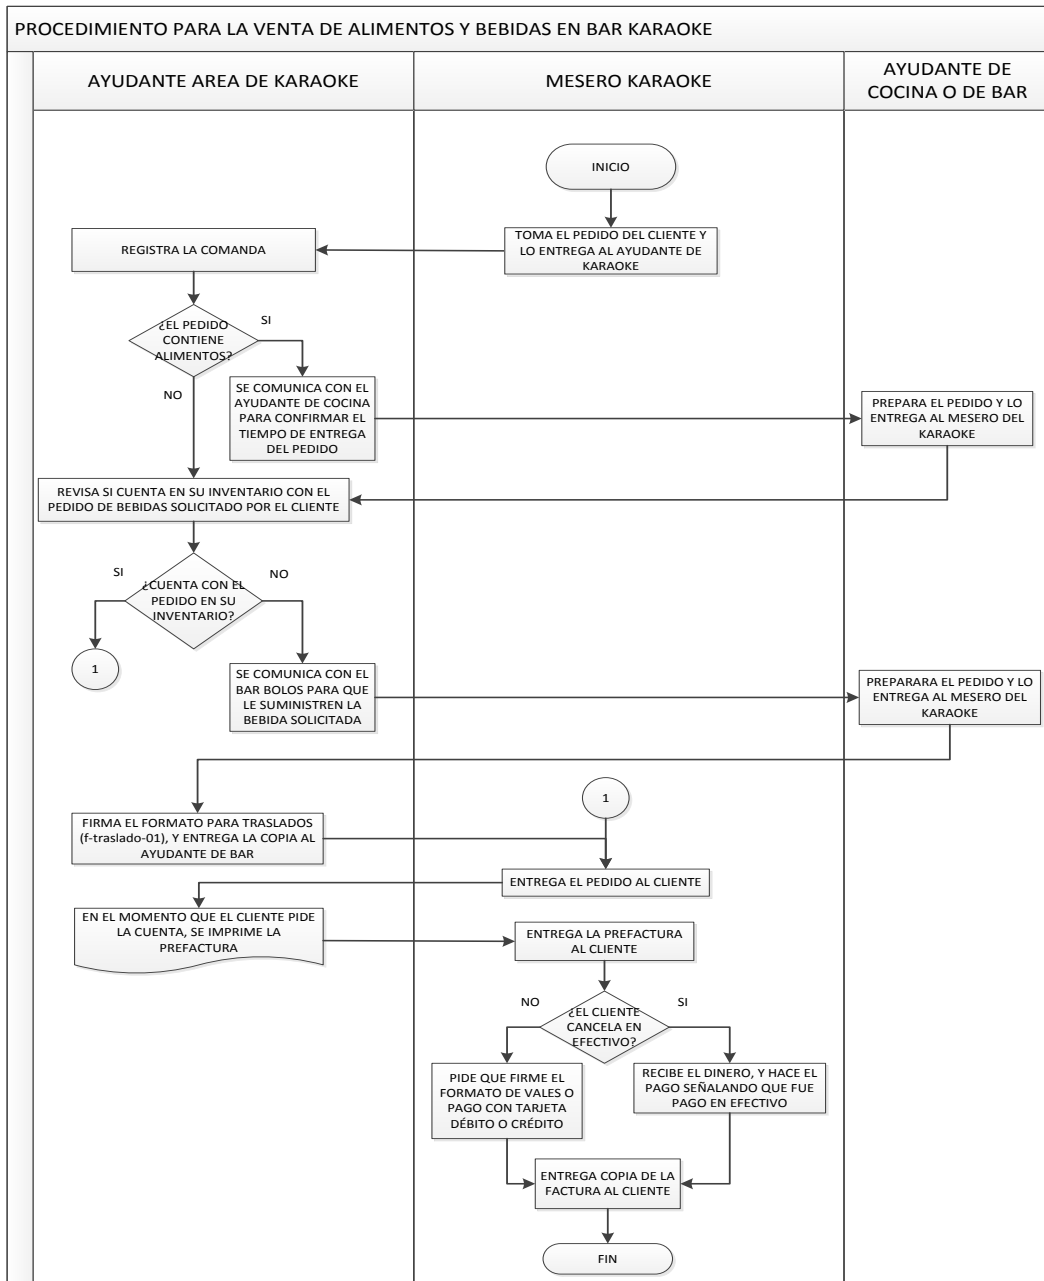 PROCEDIMIENTO PARA LA VENTA DE ALIMENTOS Y BEBIDAS EN BAR KARAOKE
AYUDANTE AREA DE KARAOKE
MESERO KARAOKE
AYUDANTE DE
COCINA O DE BAR
INICIO
TOMA EL PEDIDO DEL CLIENTE Y
LO ENTREGA AL AYUDANTE DE
KARAOKE
REGISTRA LA COMANDA
¿EL PEDIDO
CONTIENE
ALIMENTOS?
SI
NO
SE COMUNICA CON EL
AYUDANTE DE COCINA
PARA CONFIRMAR EL
TIEMPO DE ENTREGA
DEL PEDIDO
PREPARA EL PEDIDO Y LO
ENTREGA AL MESERO DEL
KARAOKE
REVISA SI CUENTA EN SU INVENTARIO CON EL
PEDIDO DE BEBIDAS SOLICITADO POR EL CLIENTE
¿CUENTA CON EL
PEDIDO EN SU
INVENTARIO?
SI
NO
1
SE COMUNICA CON EL
BAR BOLOS PARA QUE
LE SUMINISTREN LA
BEBIDA SOLICITADA
PREPARARA EL PEDIDO Y LO
ENTREGA AL MESERO DEL
KARAOKE
FIRMA EL FORMATO PARA TRASLADOS
(f-traslado-01), Y ENTREGA LA COPIA AL
AYUDANTE DE BAR
1
ENTREGA EL PEDIDO AL CLIENTE
EN EL MOMENTO QUE EL CLIENTE PIDE
LA CUENTA, SE IMPRIME LA
PREFACTURA
ENTREGA LA PREFACTURA
AL CLIENTE
¿EL CLIENTE
CANCELA EN
EFECTIVO?
NO
SI
PIDE QUE FIRME EL
FORMATO DE VALES O
PAGO CON TARJETA
DÉBITO O CRÉDITO
RECIBE EL DINERO, Y HACE EL
PAGO SEÑALANDO QUE FUE
PAGO EN EFECTIVO
ENTREGA COPIA DE LA
FACTURA AL CLIENTE
FIN